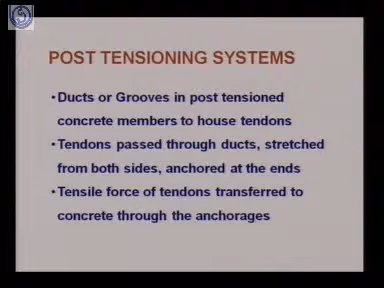 POST TENSIONING SYSTEMS
•Ducts or Grooves in post tensioned
concrete members to house tendons
•Tendons passed through ducts, stretched
from both sides, anchored at the ends
•Tensile force of tendons transferred to
concrete through the anchorages